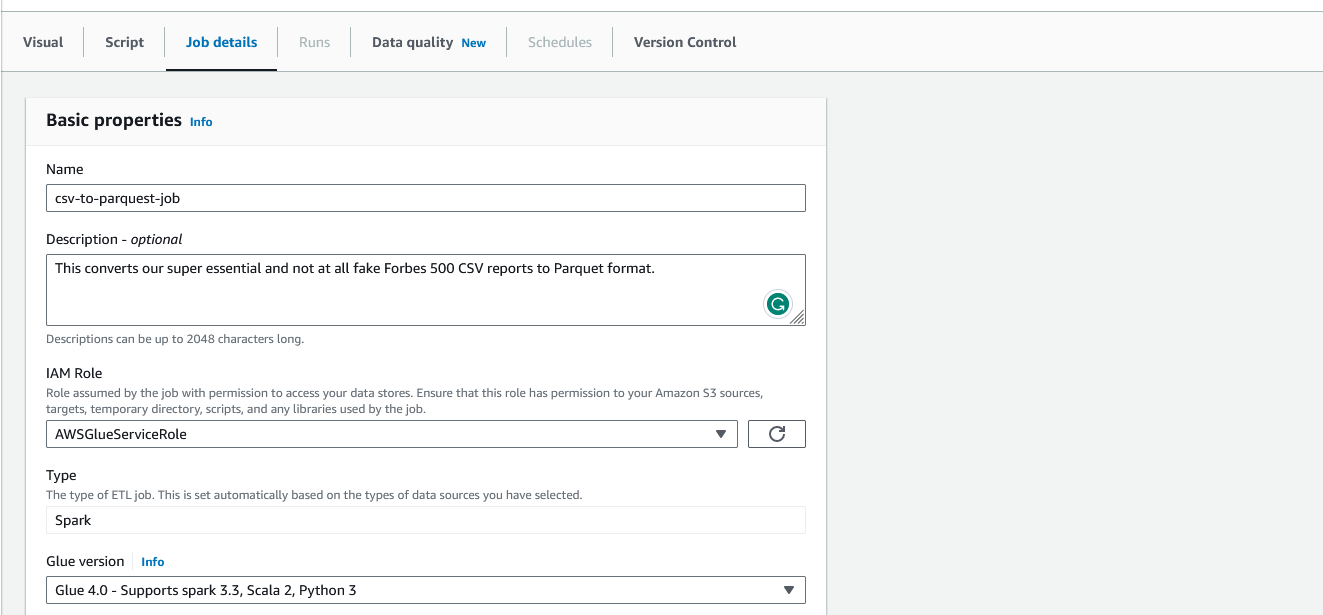 Visual Script Job details Runs Data quality New Schedules Version Control
Basic properties Info
Name
csv-to-parquest-job
Description - optional
This converts our super essential and not at all fake Forbes 500 CSV reports to Parquet format.
Descriptions can be up to 2048 characters long.
IAM Role
Role assumed by the job with permission to access your data stores. Ensure that this role has permission to your Amazon S3 sources,
targets, temporary directory, scripts, and any libraries used by the job.
AWSGlueServiceRole
Type
The type of ETL job. This is set automatically based on the types of data sources you have selected.
Spark
Glue version Info
Glue 4.0 - Supports spark 3.3, Scala 2, Python 3